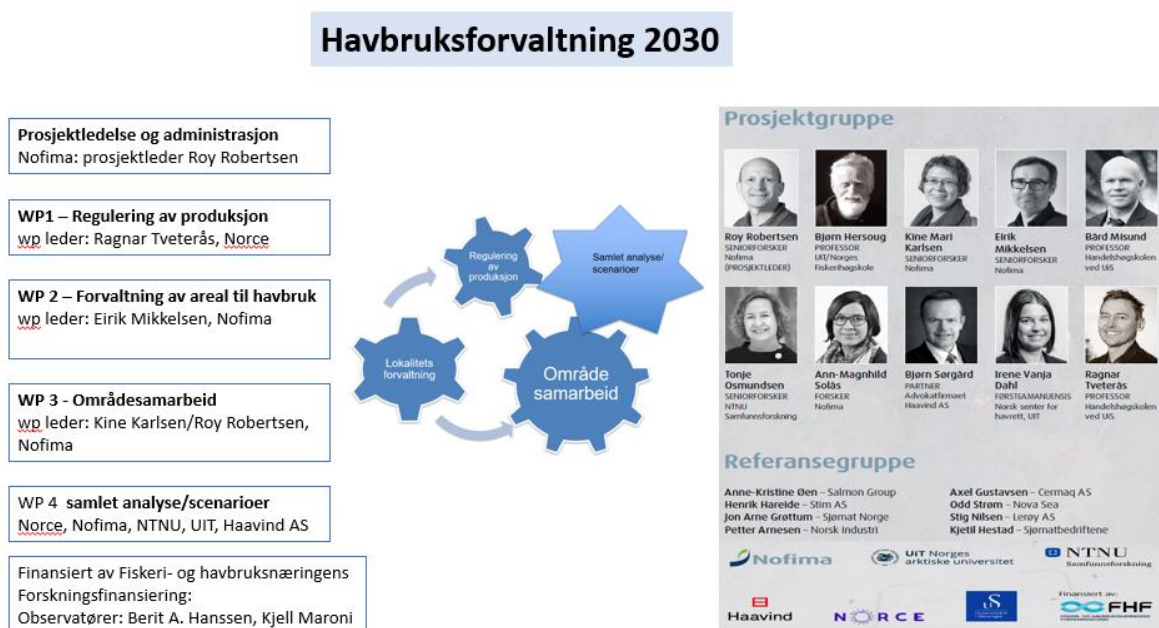 Havbruksforvaltning 2030
Prosjektledelse og administrasjon
Nofima: prosjektleder Roy Robertsen
WP1 – Regulering av produksjon
wp leder: Ragnar Tveterås, Norce
WP 2 – Forvaltning av areal til havbruk
wp leder: Eirik Mikkelsen, Nofima
WP 3 - Områdesamarbeid
wp leder: Kine Karlsen/Roy Robertsen,
Nofima
WP 4 samlet analyse/scenarioer
Norce, Nofima, NTNU, UIT, Haavind AS
Finansiert av Fiskeri- og havbruksnæringens
Forskningsfinansiering:
Observatører: Berit A. Hanssen, Kjell Maroni
Regulering
av
produksjon
Samlet analyse/
scenarioer
Lokalitets
forvaltning
Område
samarbeid
Prosjektgruppe
Roy Robertsen
SENIORFORSKER
Nofima
(PROSJEKTLEDER)
Bjørn Hersoug
PROFESSOR
UIT/Norges
Fiskerihøgskole
Kine Mari
Karlsen
SENIORFORSKER
Nofima
Eirik
Mikkelsen
SENIORFORSKER
Nofima
Bård Misund
PROFESSOR
Handelshøgskolen
ved UiS
Tonje
Osmundsen
SENIORFORSKER
NTNU
Samfunnsforskning
Ann-Magnhild
Solås
FORSKER
Nofima
Bjørn Sørgård
PARTNER
Advokatfirmaet
Haavind AS
Irene Vanja
Dahl
FØRSTEAMANUENSIS
Norsk senter for
havrett, UIT
Ragnar
Tveterås
PROFESSOR
Handelshøgskolen
ved UiS
Referansegruppe
Anne-Kristine Øen – Salmon Group
Henrik Hareide – Stim AS
Jon Arne Grøttum – Sjømat Norge
Petter Arnesen – Norsk Industri
Axel Gustavsen – Cermaq AS
Odd Strøm – Nova Sea
Stig Nilsen – Lerøy AS
Kjetil Hestad – Sjømatbedriftene
Nofima
UiT Norges
arktiske universitet
NTNU
Samfunnsforskning
Haavind
NORCE
Finansiert av:
FHF